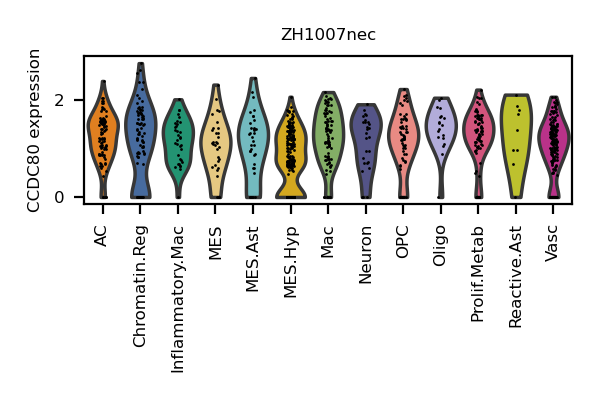 ZH1007nec
CCDC80 expression
2
0
AC
Chromatin.Reg
Inflammatory.Mac
MES
MES.Ast
MES.Hyp
Mac
Neuron
OPC
Oligo
Prolif.Metab
Reactive.Ast
Vasc